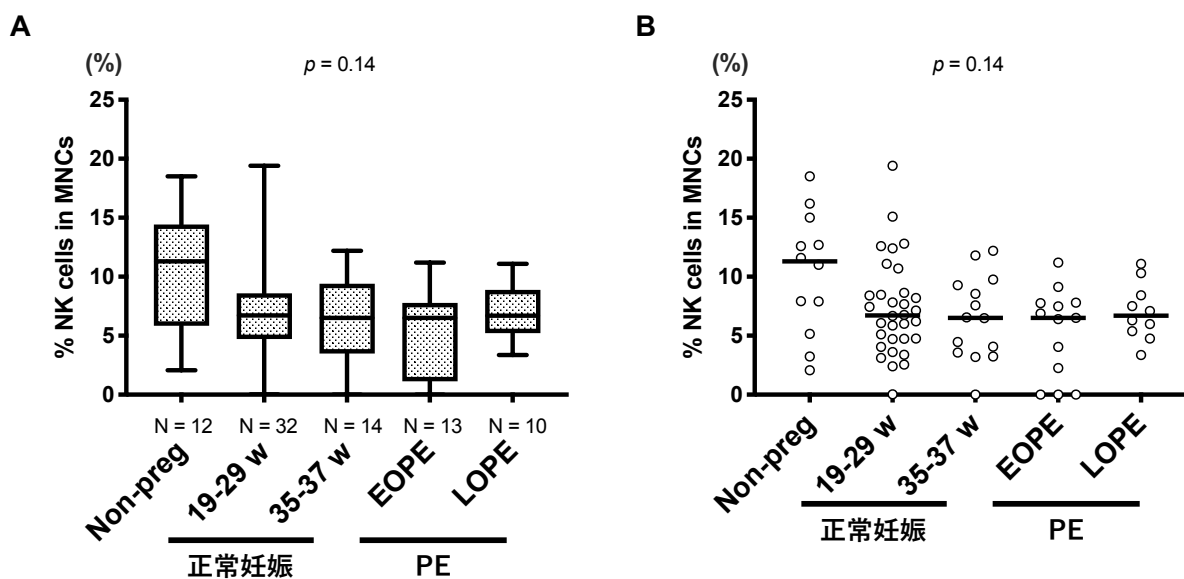 A
(%)
p = 0.14
% NK cells in MNCs
25
20
15
10
5
0
N = 12 N = 32 N = 14 N = 13 N = 10
Non-preg
19-29 w
35-37 w
EOPE
LOPE
正常妊娠
PE
B
(%)
p = 0.14
% NK cells in MNCs
25
20
15
10
5
0
Non-preg
19-29 w
35-37 w
EOPE
LOPE
正常妊娠
PE